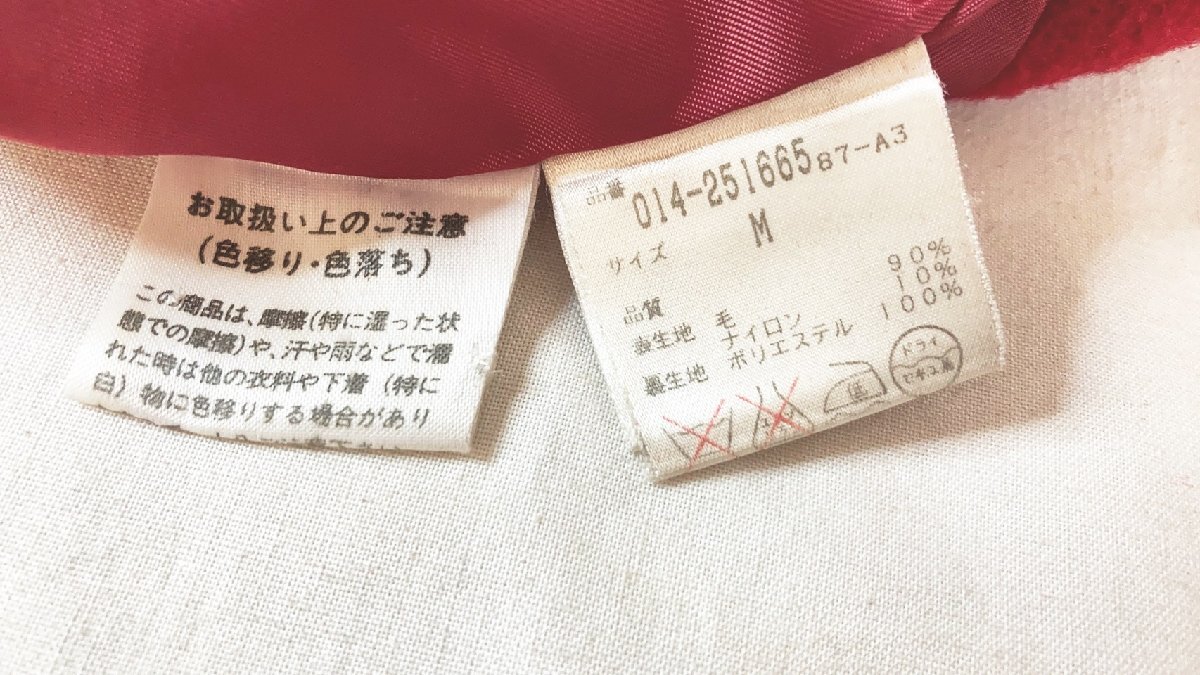 お取扱い上のご注意
(色移り・色落ち)
この商品は、摩擦(特に湿った状
態での摩擦)や、汗や雨などで濡
れた時は他の衣料や下着(特に
白)物に色移りする場合があり
品番 014-251665 87-A3
サイズ M
品質
表生地 毛 90%
ナイロン 10%
裏生地 ポリエステル 100%
ドライ
セキユ系